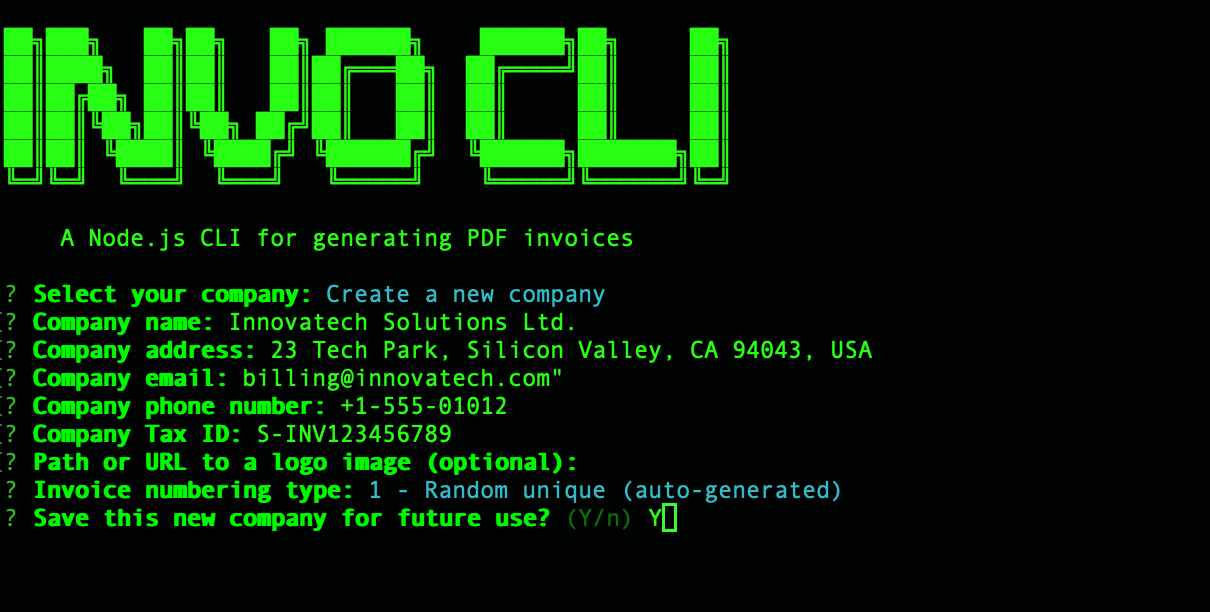 INVO CLI
A Node.js CLI for generating PDF invoices
? Select your company: Create a new company
[? Company name: Innovatech Solutions Ltd.
[? Company address: 23 Tech Park, Silicon Valley, CA 94043, USA
[? Company email: billing@innovatech.com"
[? Company phone number: +1-555-01012
[? Company Tax ID: S-INV123456789
[? Path or URL to a logo image (optional):
? Invoice numbering type: 1 - Random unique (auto-generated)
? Save this new company for future use? (Y/n) Y